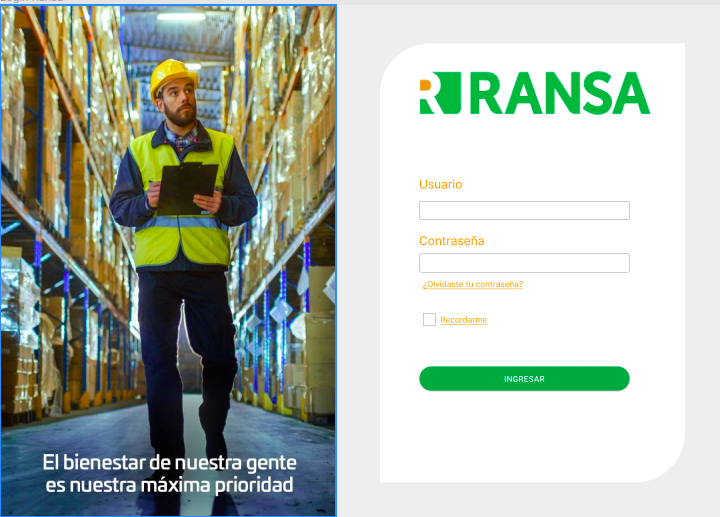 El bienestar de nuestra gente
es nuestra máxima prioridad
RANSA
Usuario
Contraseña
¿Olvidaste tu contraseña?
Recordarme
INGRESAR